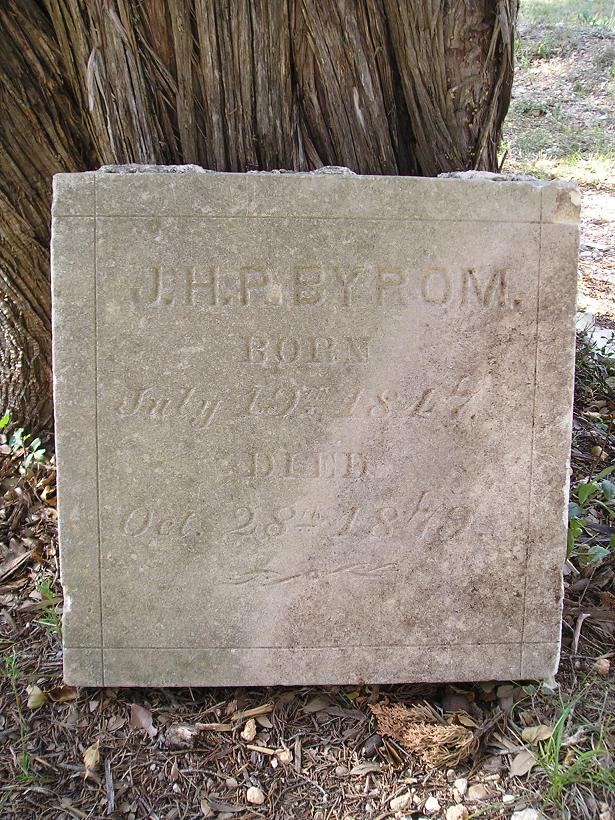 J.H.P. BYROM.
BORN
July 19th 1847.
DIED
Oct. 28th 1879